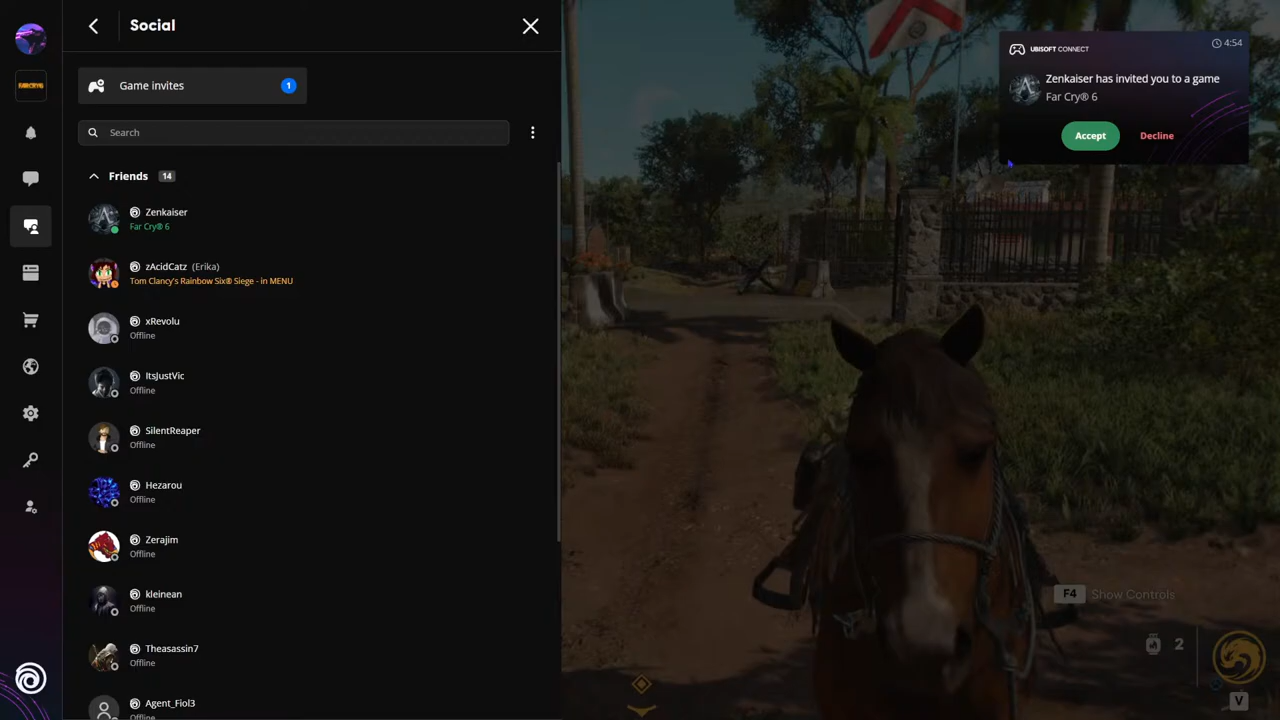 Social
Game invites 1
Search
Friends 14
Zenkaiser
Far Cry® 6
zAcidCatz (Erika)
Tom Clancy's Rainbow Six® Siege - in MENU
xRevolu
Offline
ItsJustVic
Offline
SilentReaper
Offline
Hezarou
Offline
Zerajim
Offline
kleinean
Offline
Theasassin7
Offline
Agent_Fiol3
Offline
UBISOFT CONNECT 4:54
Zenkaiser has invited you to a game
Far Cry® 6
Accept Decline
F4 Show Controls
2
V